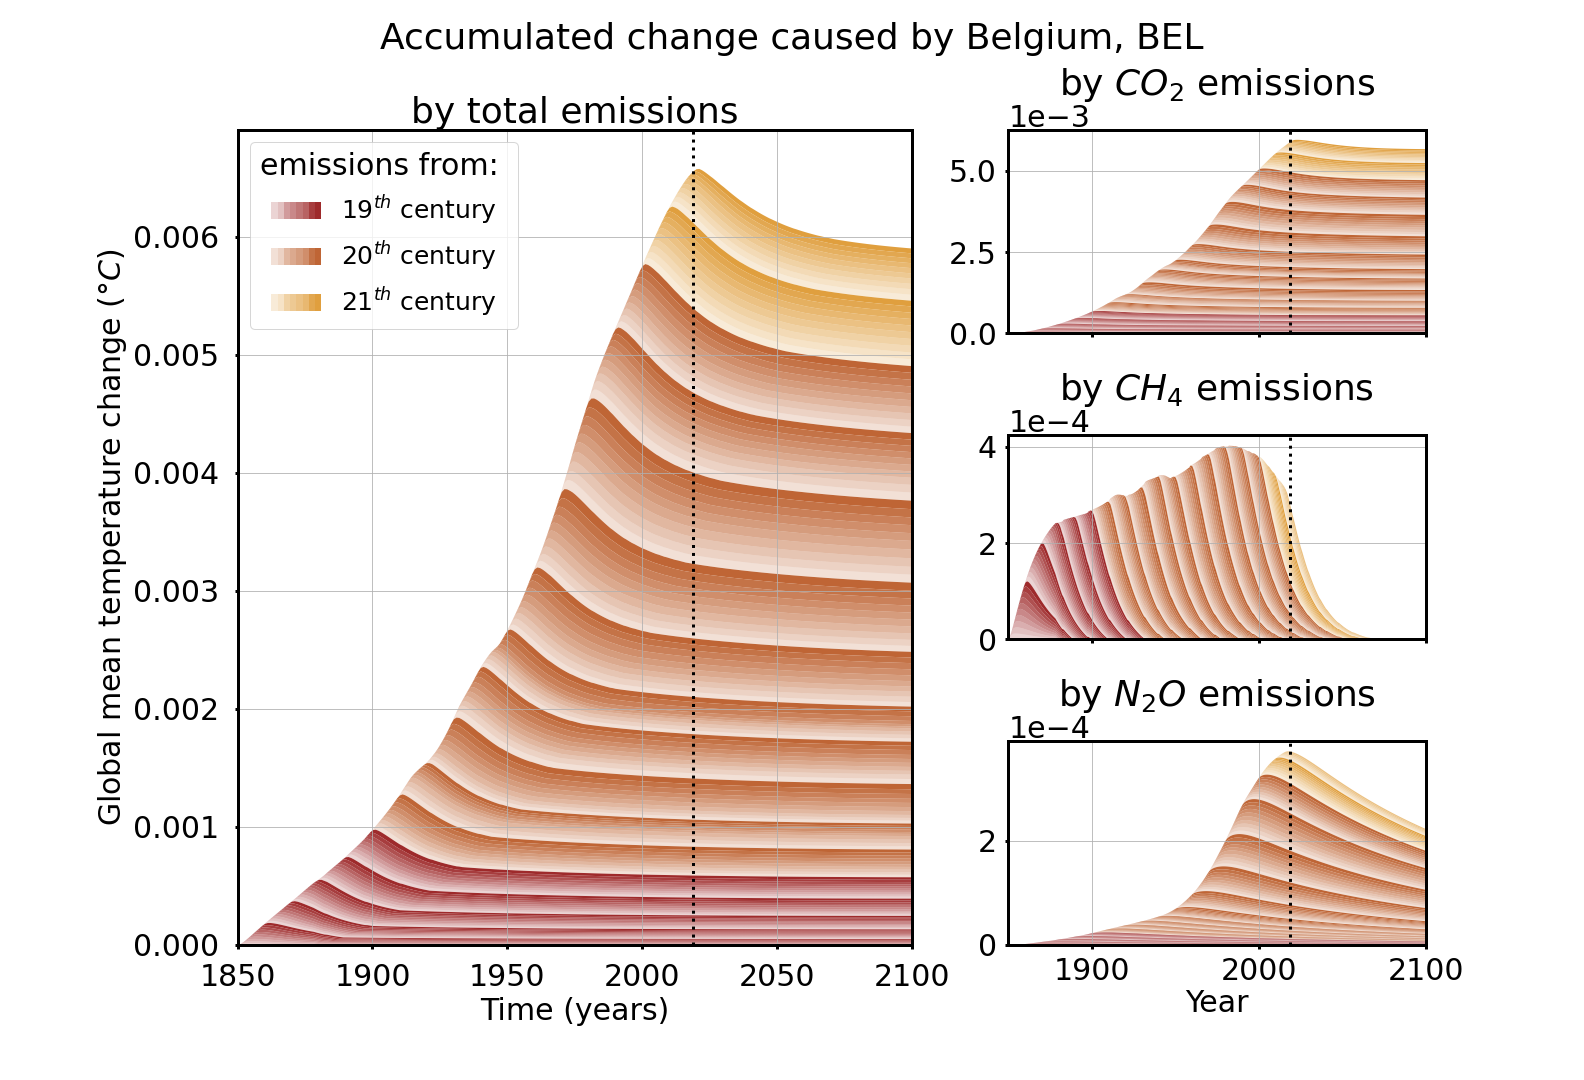 Accumulated change caused by Belgium, BEL
by total emissions
emissions from:
19th century
20th century
21th century
Global mean temperature change (°C)
0.006
0.005
0.004
0.003
0.002
0.001
0.000
1850 1900 1950 2000 2050 2100
Time (years)
by CO2 emissions
1e−3
5.0
2.5
0.0
by CH4 emissions
1e−4
4
2
0
by N2O emissions
1e−4
2
0
1900 2000 2100
Year